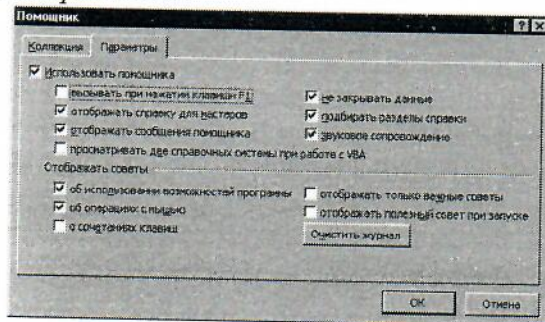 Помощник
Коллекция Параметры
Использовать помощника
вызывать при нажатии клавиши F1
не закрывать данные
отображать справку для мастеров
подбирать разделы справки
отображать сообщения помощника
звуковое сопровождение
просматривать две справочных системы при работе с VBA
Отображать советы
об использовании возможностей программы
отображать только важные советы
об операциях с мышью
отображать полезный совет при запуске
о сочетаниях клавиш
Очистить журнал
ОК Отмена